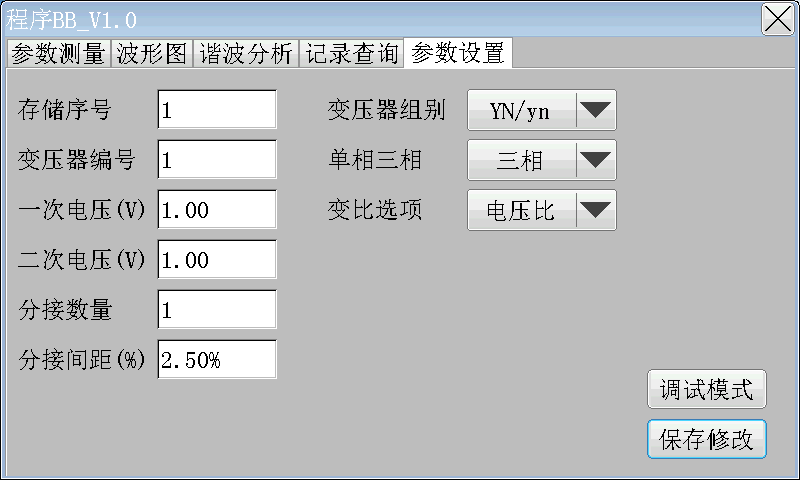 程序BB_V1.0
参数测量 波形图 谐波分析 记录查询 参数设置
存储序号 1 变压器组别 YN/yn
变压器编号 1 单相三相 三相
一次电压(V) 1.00 变比选项 电压比
二次电压(V) 1.00
分接数量 1
分接间距(%) 2.50%
调试模式
保存修改